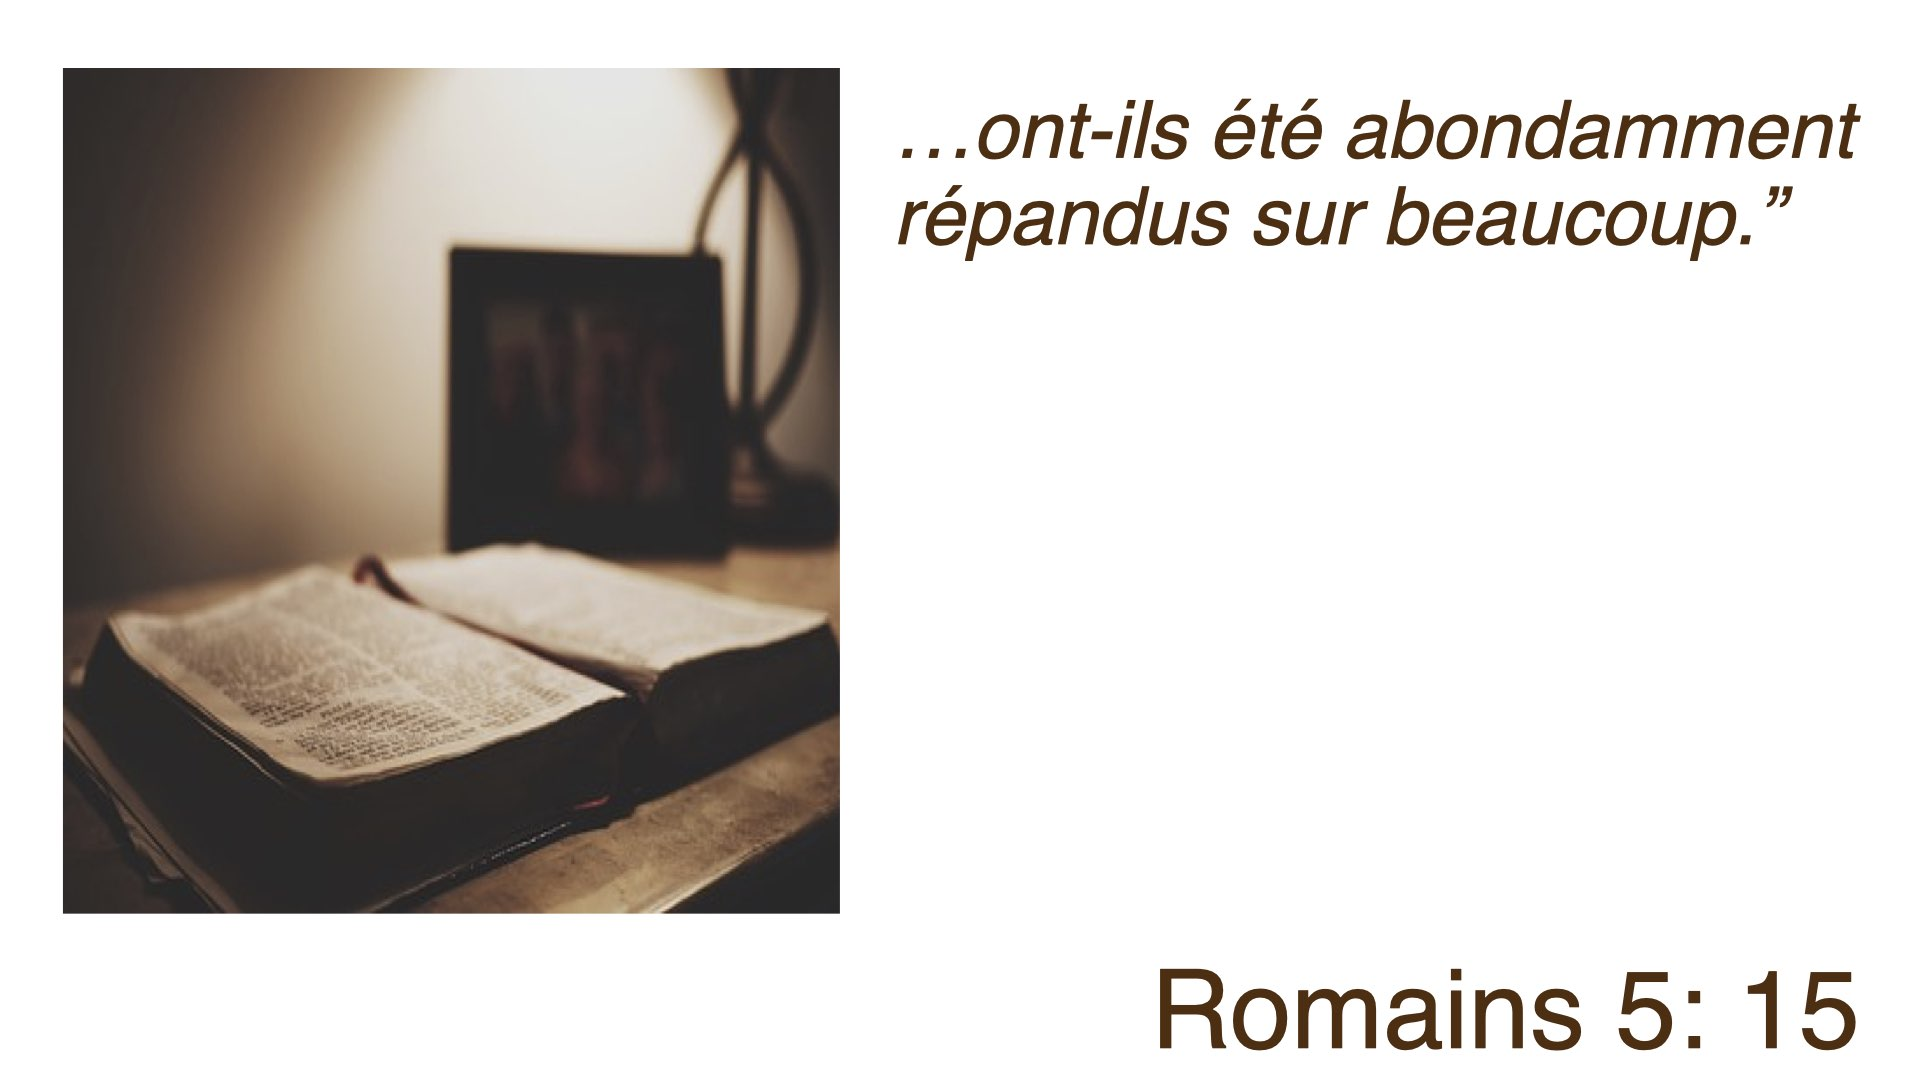 …ont-ils été abondamment
répandus sur beaucoup.”
Romains 5: 15